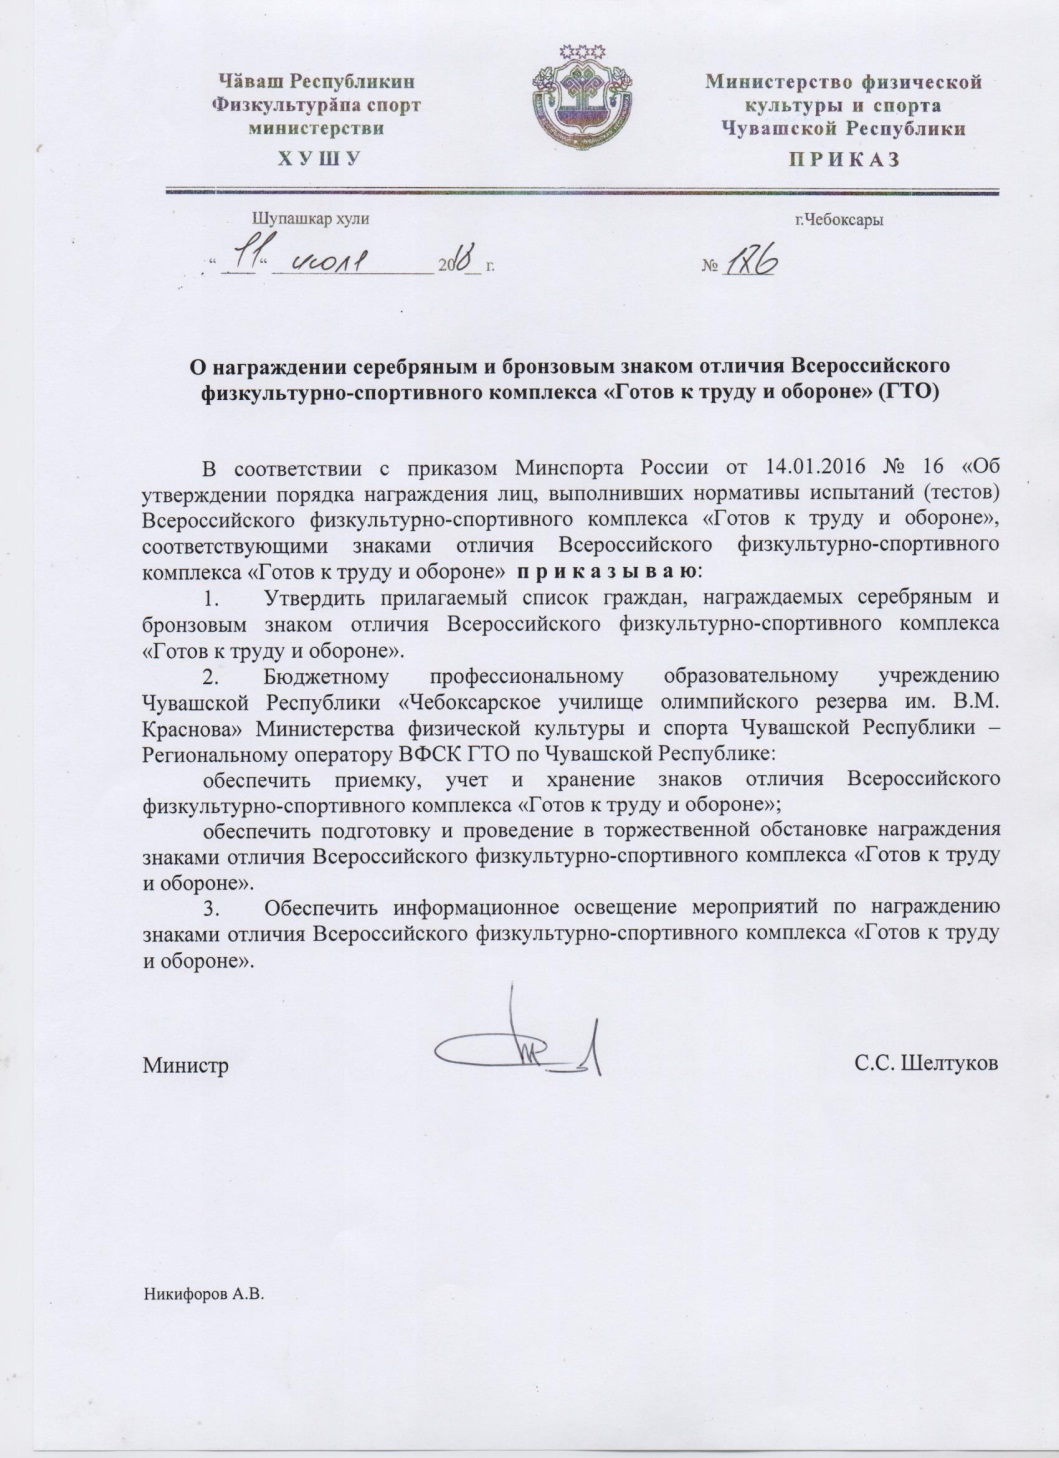 Чӑваш Республикин
Физкультурӑпа спорт
министерстви
ХУШУ
Министерство физической
культуры и спорта
Чувашской Республики
ПРИКАЗ
Шупашкар хули
г.Чебоксары
“ 11 “ июля 2018 г.
№ 176
О награждении серебряным и бронзовым знаком отличия Всероссийского
физкультурно-спортивного комплекса «Готов к труду и обороне» (ГТО)
В соответствии с приказом Минспорта России от 14.01.2016 № 16 «Об
утверждении порядка награждения лиц, выполнивших нормативы испытаний (тестов)
Всероссийского физкультурно-спортивного комплекса «Готов к труду и обороне»,
соответствующими знаками отличия Всероссийского физкультурно-спортивного
комплекса «Готов к труду и обороне» п р и к а з ы в а ю:
1. Утвердить прилагаемый список граждан, награждаемых серебряным и
бронзовым знаком отличия Всероссийского физкультурно-спортивного комплекса
«Готов к труду и обороне».
2. Бюджетному профессиональному образовательному учреждению
Чувашской Республики «Чебоксарское училище олимпийского резерва им. В.М.
Краснова» Министерства физической культуры и спорта Чувашской Республики –
Региональному оператору ВФСК ГТО по Чувашской Республике:
обеспечить приемку, учет и хранение знаков отличия Всероссийского
физкультурно-спортивного комплекса «Готов к труду и обороне»;
обеспечить подготовку и проведение в торжественной обстановке награждения
знаками отличия Всероссийского физкультурно-спортивного комплекса «Готов к труду
и обороне».
3. Обеспечить информационное освещение мероприятий по награждению
знаками отличия Всероссийского физкультурно-спортивного комплекса «Готов к труду
и обороне».
Министр
С.С. Шелтуков
Никифоров А.В.